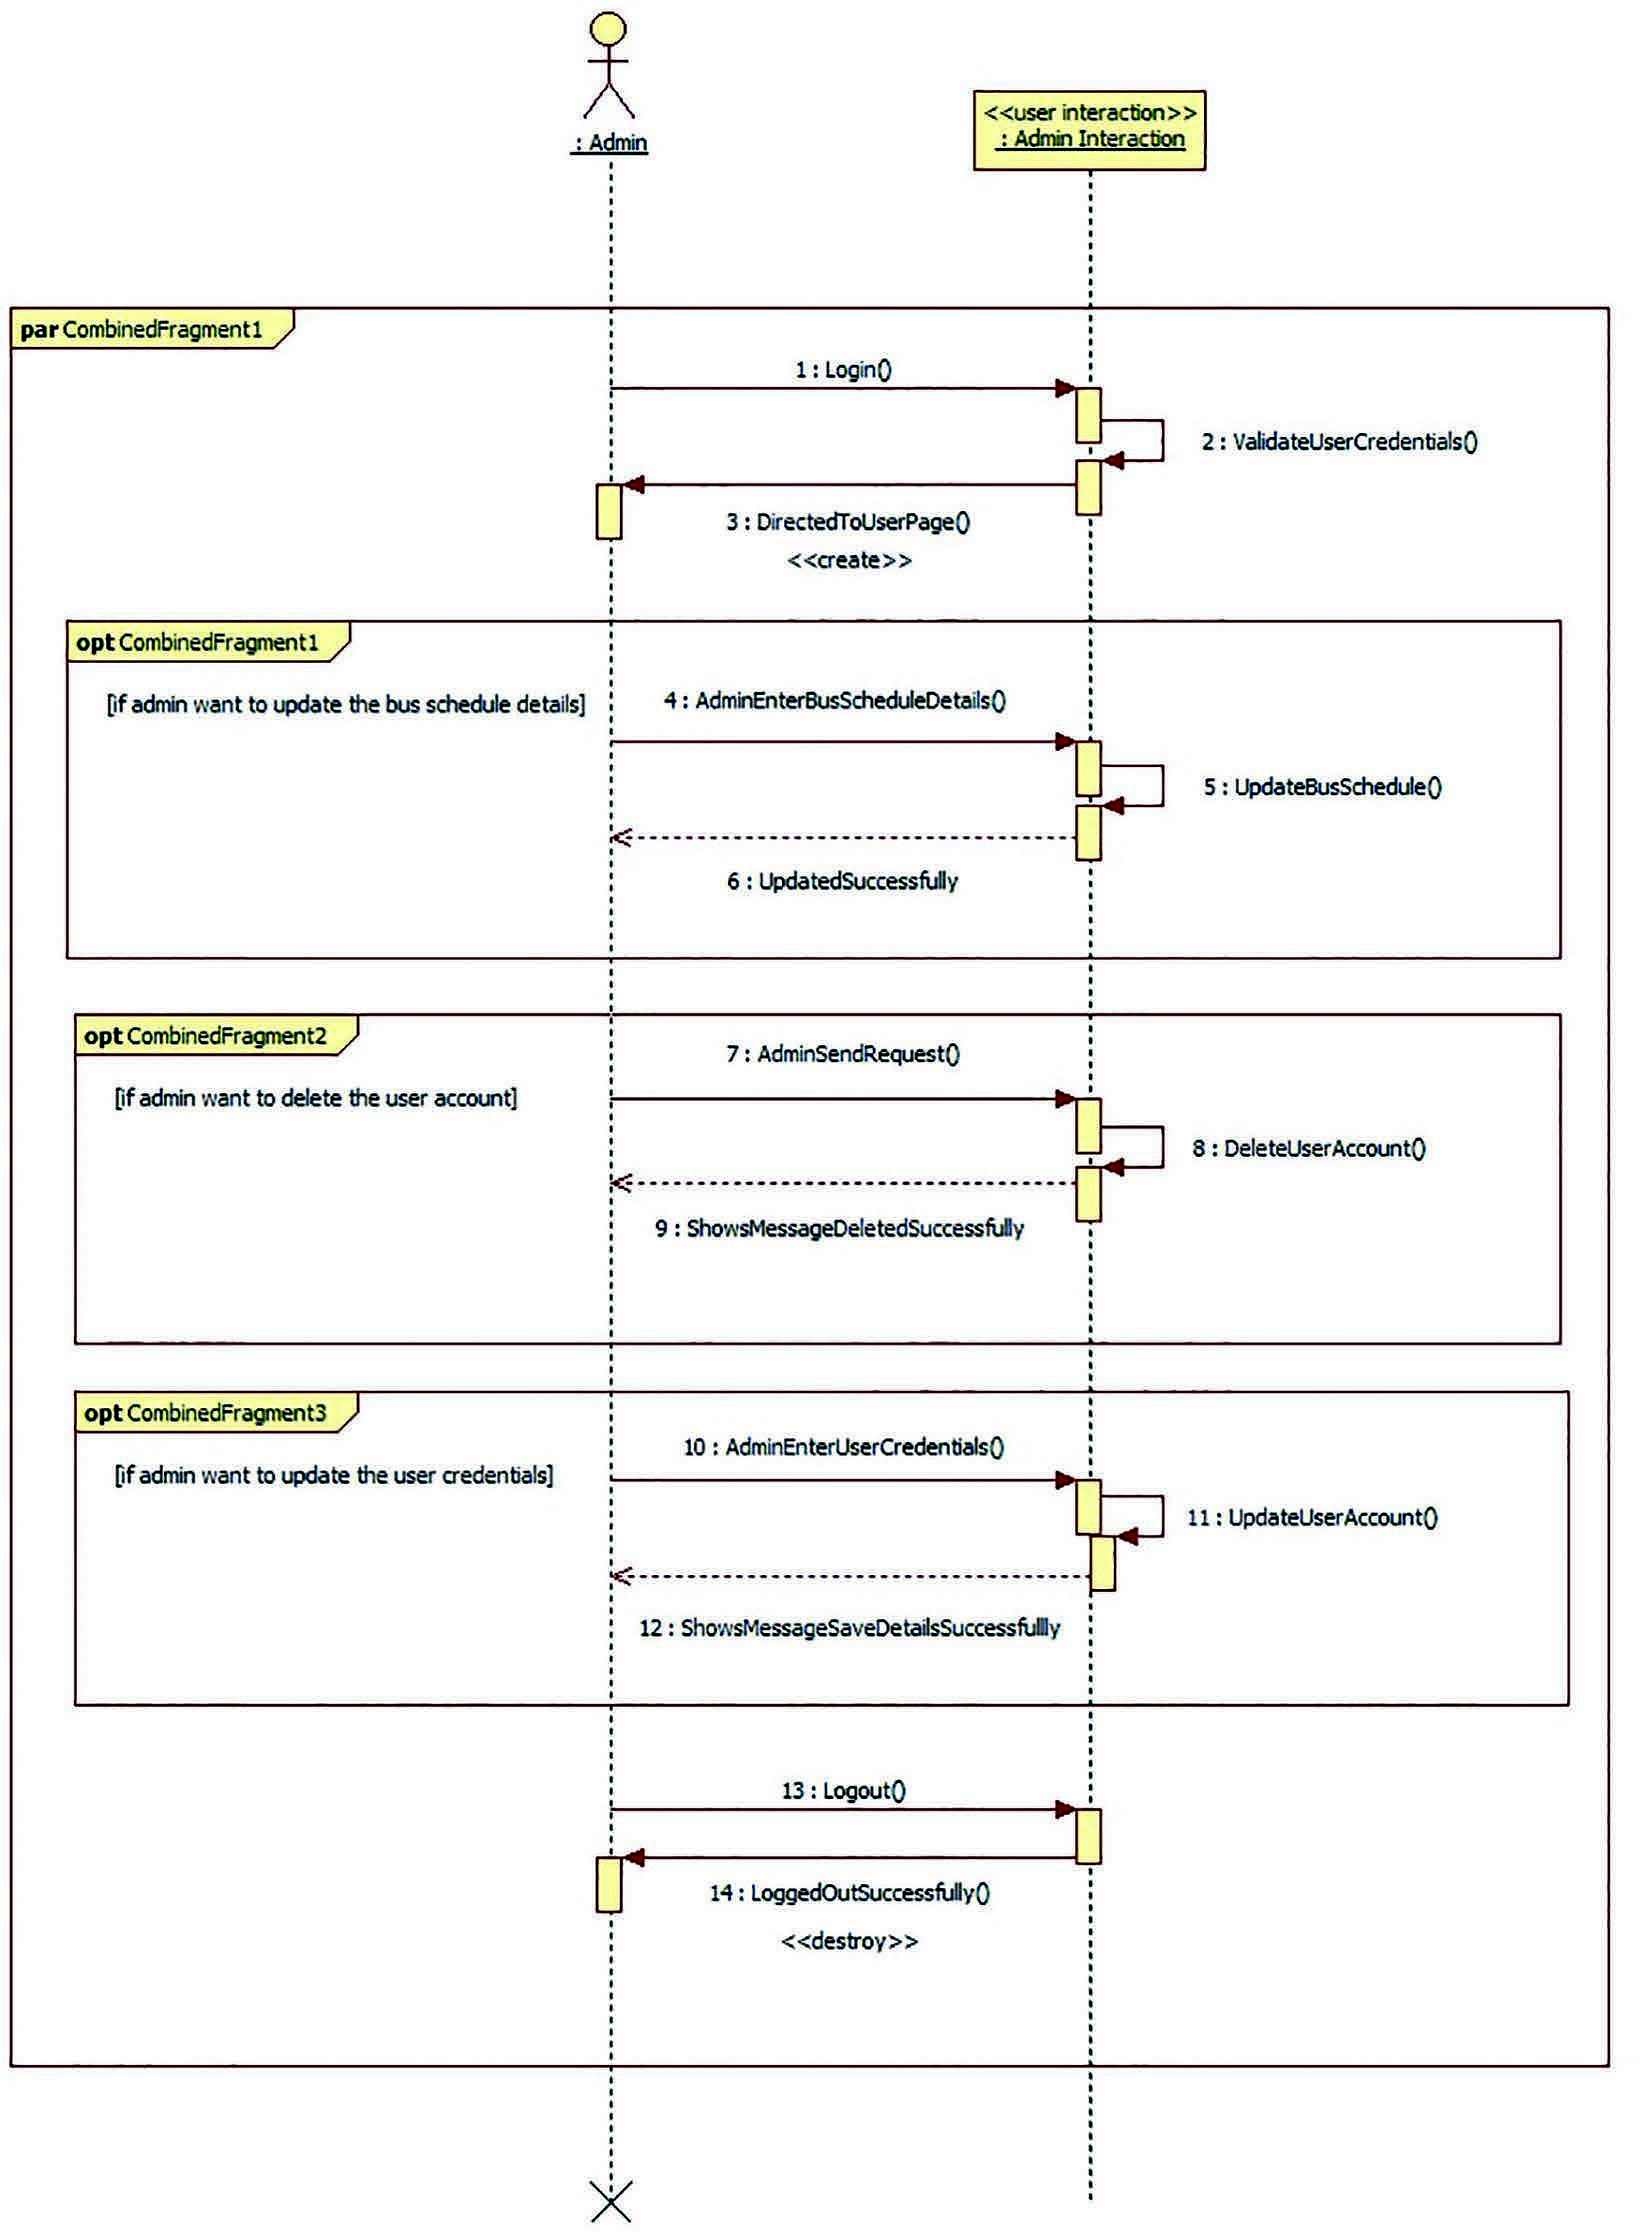 : Admin
<<user interaction>>
: Admin Interaction
par CombinedFragment1
1 : Login()
2 : ValidateUserCredentials()
3 : DirectedToUserPage()
<<create>>
opt CombinedFragment1
[if admin want to update the bus schedule details]
4 : AdminEnterBusScheduleDetails()
5 : UpdateBusSchedule()
6 : UpdatedSuccessfully
opt CombinedFragment2
7 : AdminSendRequest()
[if admin want to delete the user account]
8 : DeleteUserAccount()
9 : ShowsMessageDeletedSuccessfully
opt CombinedFragment3
10 : AdminEnterUserCredentials()
[if admin want to update the user credentials]
11 : UpdateUserAccount()
12 : ShowsMessageSaveDetailsSuccessfullly
13 : Logout()
14 : LoggedOutSuccessfully()
<<destroy>>